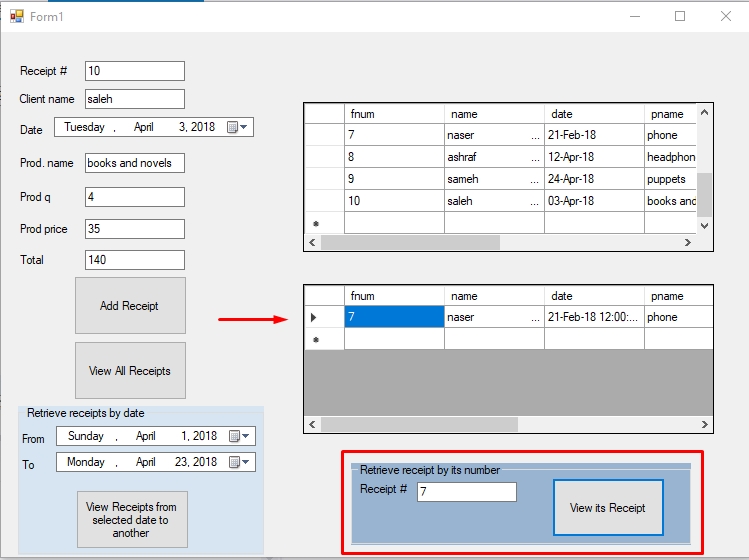 Form1
Receipt # 10
Client name saleh
Date Tuesday , April 3, 2018
Prod. name books and novels
Prod q 4
Prod price 35
Total 140
Add Receipt
View All Receipts
Retrieve receipts by date
From Sunday , April 1, 2018
To Monday , April 23, 2018
View Receipts from
selected date to
another
fnum name date pname
7 naser ... 21-Feb-18 phone
8 ashraf ... 12-Apr-18 headphon
9 sameh ... 24-Apr-18 puppets
10 saleh ... 03-Apr-18 books and
*
fnum name date pname
7 naser ... 21-Feb-18 12:00:... phone
*
Retrieve receipt by its number
Receipt # 7
View its Receipt